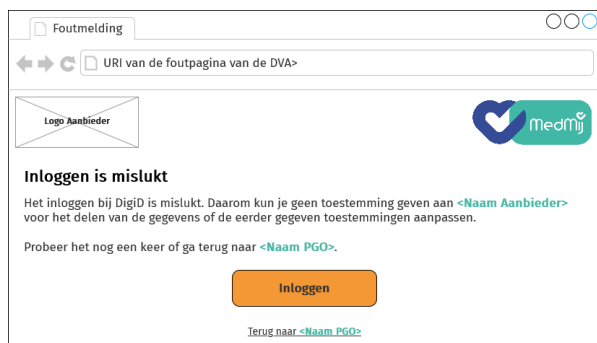 Foutmelding
URI van de foutpagina van de DVA>
Logo Aanbieder
MedMij
Inloggen is mislukt
Het inloggen bij DigiD is mislukt. Daarom kun je geen toestemming geven aan <Naam Aanbieder>
voor het delen van de gegevens of de eerder gegeven toestemmingen aanpassen.
Probeer het nog een keer of ga terug naar <Naam PGO>.
Inloggen
Terug naar <Naam PGO>